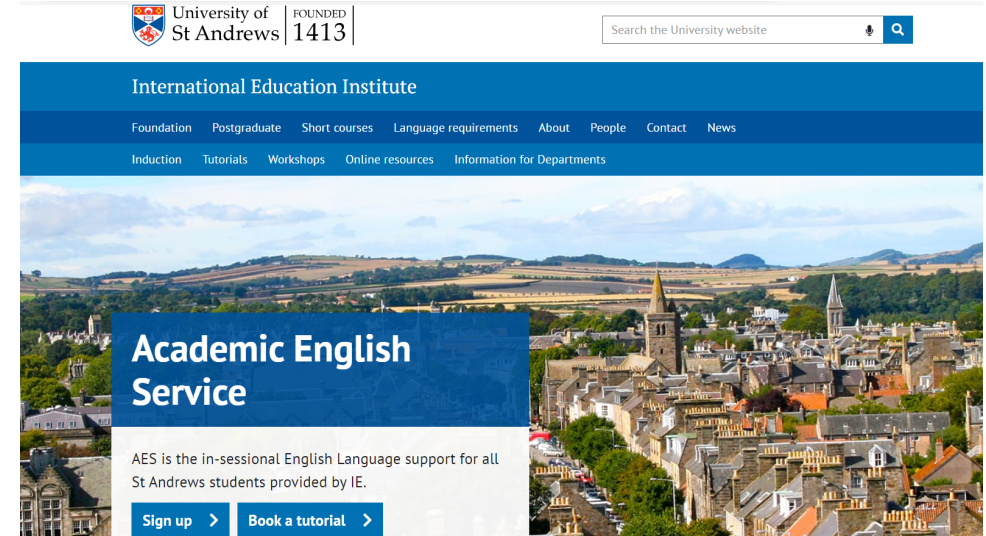 University of
St Andrews
FOUNDED
1413
Search the University website
International Education Institute
Foundation Postgraduate Short courses Language requirements About People Contact News
Induction Tutorials Workshops Online resources Information for Departments
Academic English
Service
AES is the in-sessional English Language support for all
St Andrews students provided by IE.
Sign up Book a tutorial